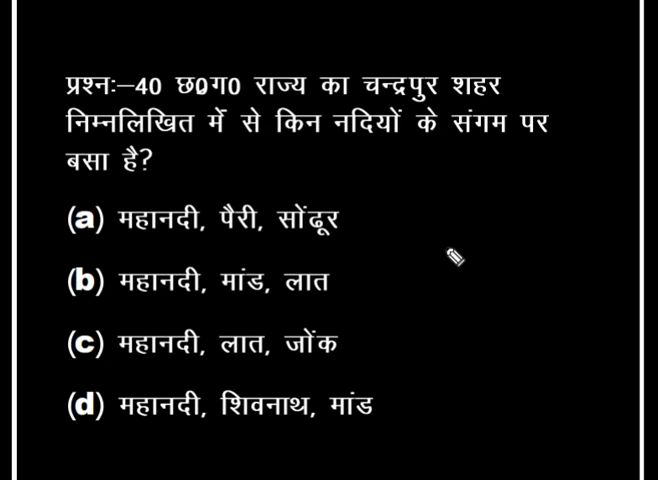 प्रश्नः–40 छ0ग0 राज्य का चन्द्रपुर शहर
निम्नलिखित में से किन नदियों के संगम पर
बसा है?
(a) महानदी, पैरी, सोंढूर
(b) महानदी, मांड, लात
(c) महानदी, लात, जोंक
(d) महानदी, शिवनाथ, मांड